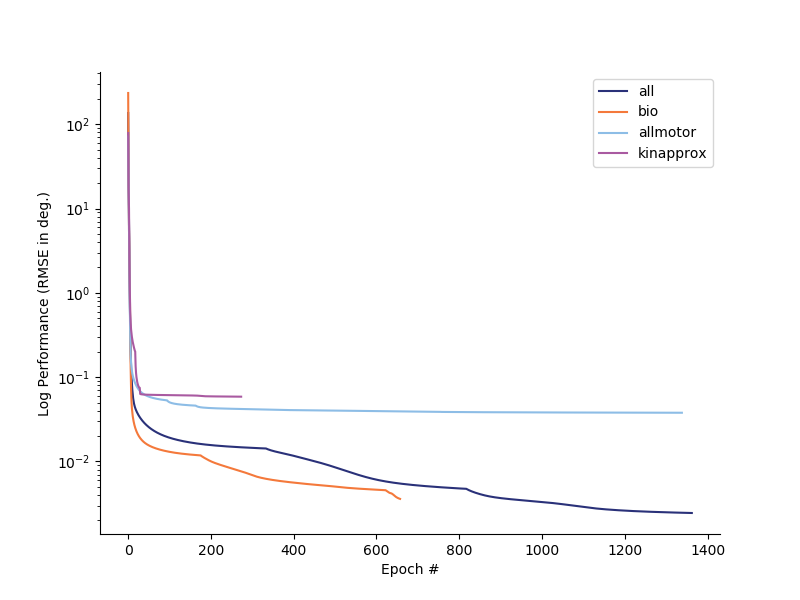 all
bio
allmotor
kinapprox
Log Performance (RMSE in deg.)
10²
10¹
10⁰
10⁻¹
10⁻²
0 200 400 600 800 1000 1200 1400
Epoch #